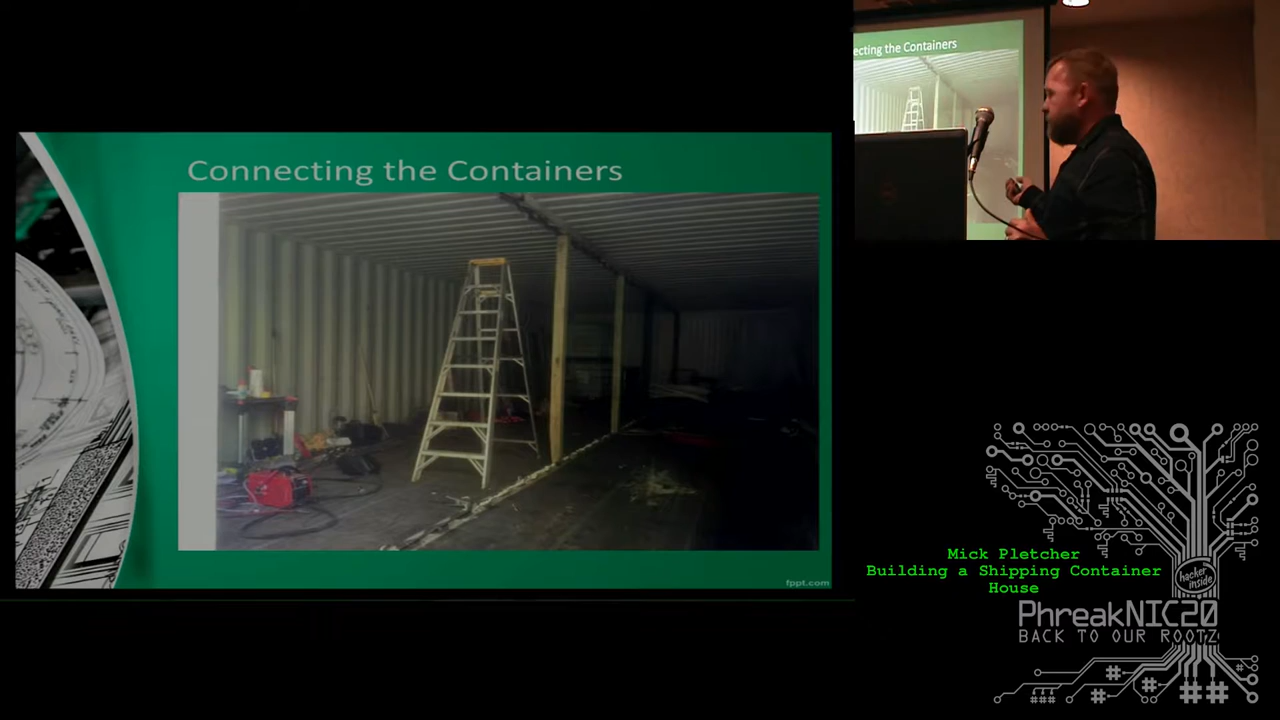 Connecting the Containers
fppt.com
ecting the Containers
Mick Pletcher
Building a Shipping Container
House
hacker
inside
PhreakNIC20
BACK TO OUR ROOTZ
##
#
#
#
#
###
#
#
##